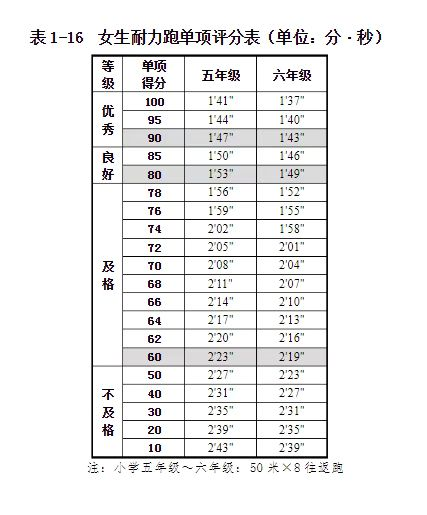 表1-16 女生耐力跑单项评分表（单位：分·秒）
等级 单项得分 五年级 六年级
优秀 100 1'41" 1'37"
95 1'44" 1'40"
90 1'47" 1'43"
良好 85 1'50" 1'46"
80 1'53" 1'49"
及格 78 1'56" 1'52"
76 1'59" 1'55"
74 2'02" 1'58"
72 2'05" 2'01"
70 2'08" 2'04"
68 2'11" 2'07"
66 2'14" 2'10"
64 2'17" 2'13"
62 2'20" 2'16"
60 2'23" 2'19"
不及格 50 2'27" 2'23"
40 2'31" 2'27"
30 2'35" 2'31"
20 2'39" 2'35"
10 2'43" 2'39"
注：小学五年级～六年级：50米×8往返跑